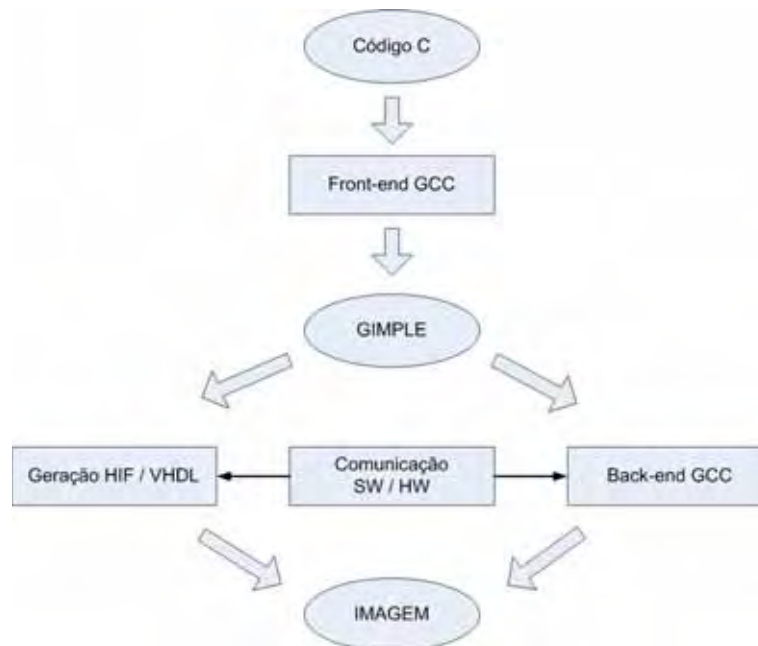 Código C
Front-end GCC
GIMPLE
Geração HIF / VHDL
Comunicação
SW / HW
Back-end GCC
IMAGEM